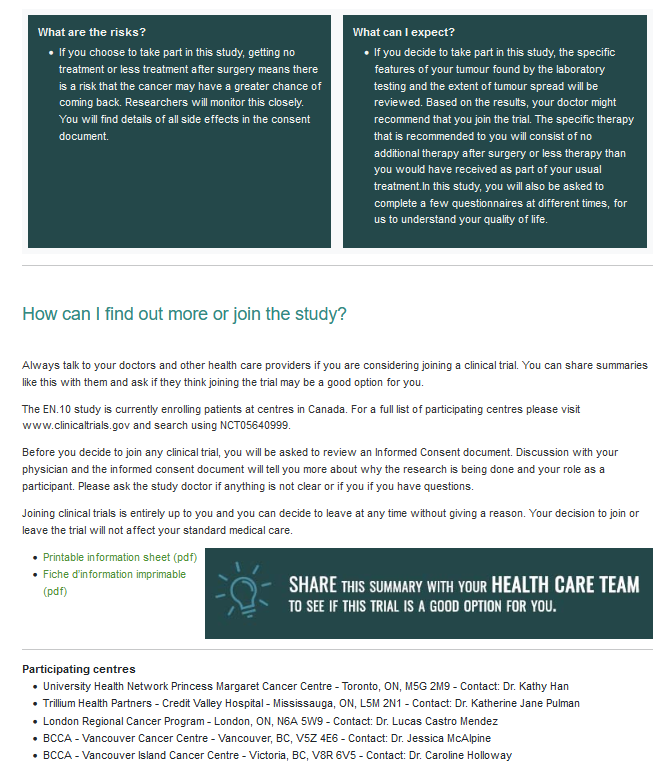 What are the risks?
If you choose to take part in this study, getting no
treatment or less treatment after surgery means there
is a risk that the cancer may have a greater chance of
coming back. Researchers will monitor this closely.
You will find details of all side effects in the consent
document.
What can I expect?
If you decide to take part in this study, the specific
features of your tumour found by the laboratory
testing and the extent of tumour spread will be
reviewed. Based on the results, your doctor might
recommend that you join the trial. The specific therapy
that is recommended to you will consist of no
additional therapy after surgery or less therapy than
you would have received as part of your usual
treatment.In this study, you will also be asked to
complete a few questionnaires at different times, for
us to understand your quality of life.
How can I find out more or join the study?
Always talk to your doctors and other health care providers if you are considering joining a clinical trial. You can share summaries
like this with them and ask if they think joining the trial may be a good option for you.
The EN.10 study is currently enrolling patients at centres in Canada. For a full list of participating centres please visit
www.clinicaltrials.gov and search using NCT05640999.
Before you decide to join any clinical trial, you will be asked to review an Informed Consent document. Discussion with your
physician and the informed consent document will tell you more about why the research is being done and your role as a
participant. Please ask the study doctor if anything is not clear or if you if you have questions.
Joining clinical trials is entirely up to you and you can decide to leave at any time without giving a reason. Your decision to join or
leave the trial will not affect your standard medical care.
Printable information sheet (pdf)
Fiche d'information imprimable
(pdf)
SHARE THIS SUMMARY WITH YOUR HEALTH CARE TEAM
TO SEE IF THIS TRIAL IS A GOOD OPTION FOR YOU.
Participating centres
University Health Network Princess Margaret Cancer Centre - Toronto, ON, M5G 2M9 - Contact: Dr. Kathy Han
Trillium Health Partners - Credit Valley Hospital - Mississauga, ON, L5M 2N1 - Contact: Dr. Katherine Jane Pulman
London Regional Cancer Program - London, ON, N6A 5W9 - Contact: Dr. Lucas Castro Mendez
BCCA - Vancouver Cancer Centre - Vancouver, BC, V5Z 4E6 - Contact: Dr. Jessica McAlpine
BCCA - Vancouver Island Cancer Centre - Victoria, BC, V8R 6V5 - Contact: Dr. Caroline Holloway